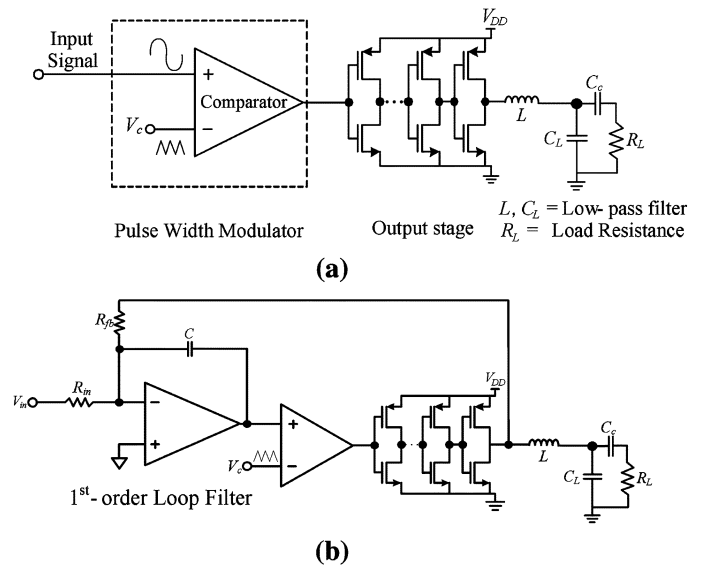 Input
Signal
V_DD
+
Comparator
V_c
−
L
C_c
C_L
R_L
Pulse Width Modulator
Output stage
L, C_L = Low- pass filter
R_L = Load Resistance
(a)
R_fb
C
V_in
R_in
−
+
+
V_c
−
V_DD
L
C_c
C_L
R_L
1st- order Loop Filter
(b)